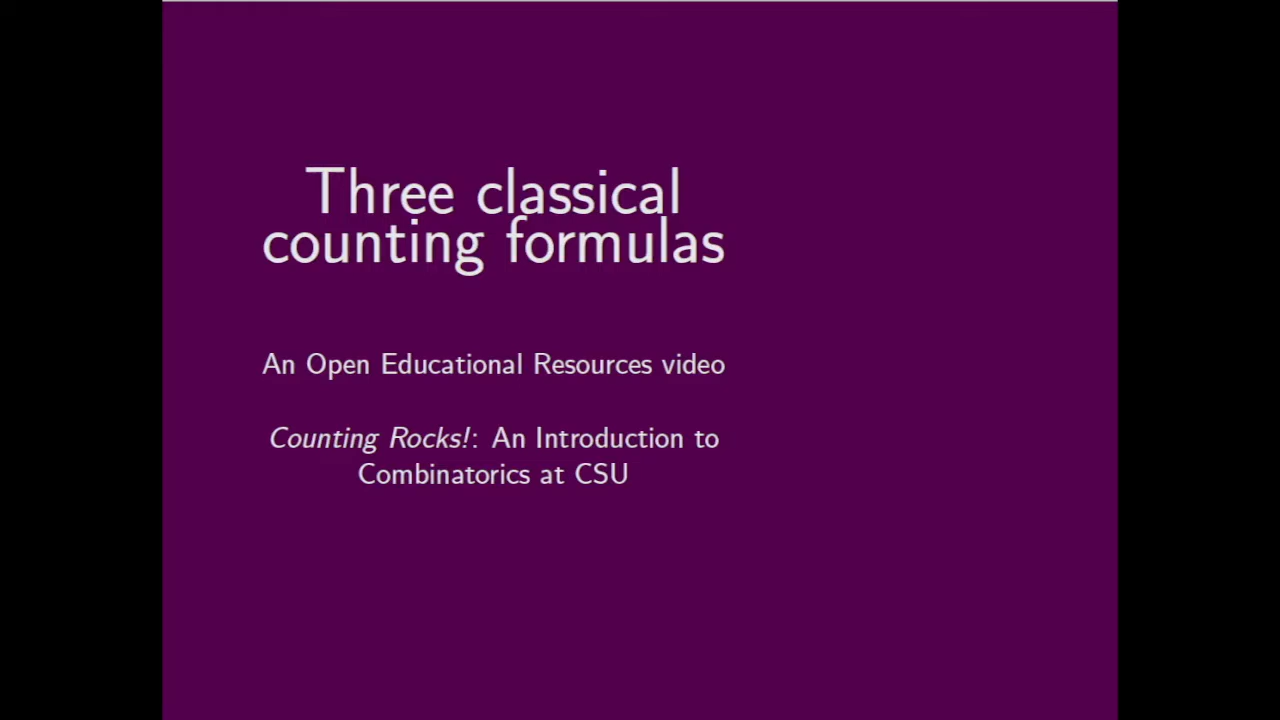 Three classical
counting formulas
An Open Educational Resources video
Counting Rocks!: An Introduction to
Combinatorics at CSU